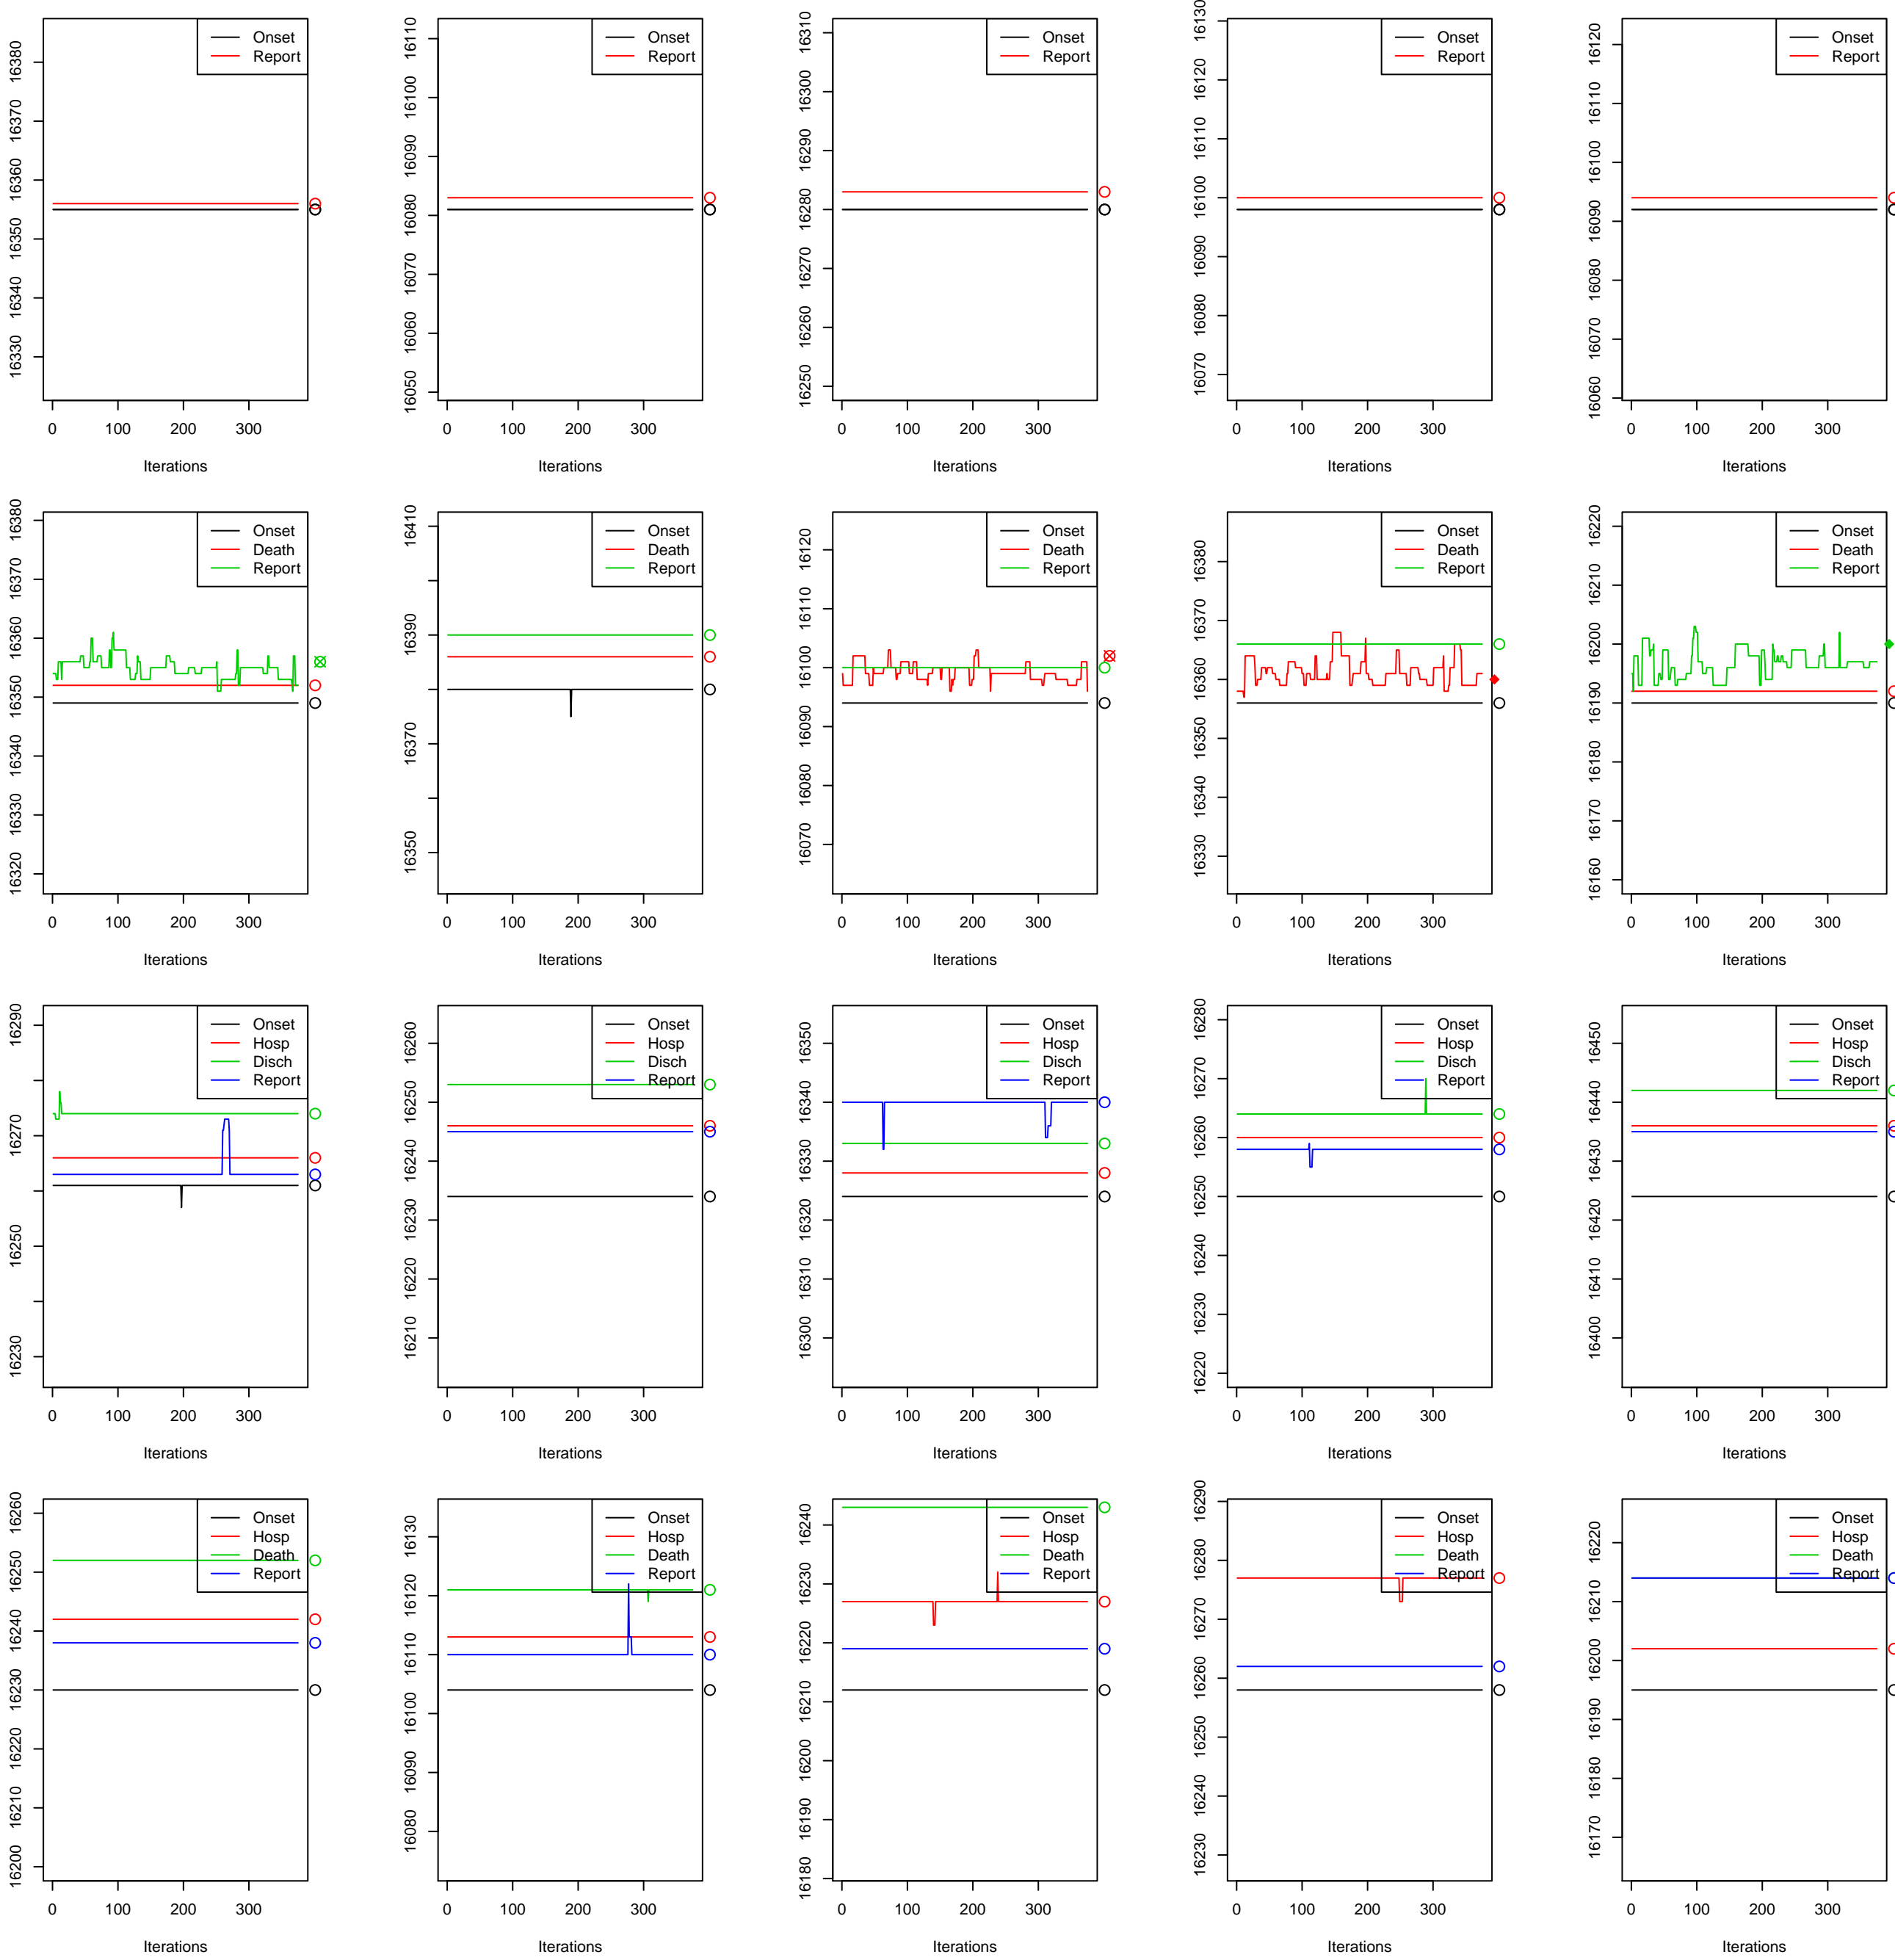 16330 16340 16350 16360 16370 16380
Onset
Report
0 100 200 300
Iterations
16050 16060 16070 16080 16090 16100 16110
Onset
Report
0 100 200 300
Iterations
16250 16260 16270 16280 16290 16300 16310
Onset
Report
0 100 200 300
Iterations
16070 16080 16090 16100 16110 16120 16130
Onset
Report
0 100 200 300
Iterations
16060 16070 16080 16090 16100 16110 16120
Onset
Report
0 100 200 300
Iterations
16320 16330 16340 16350 16360 16370 16380
Onset
Death
Report
0 100 200 300
Iterations
16350 16370 16390 16410
Onset
Death
Report
0 100 200 300
Iterations
16070 16080 16090 16100 16110 16120
Onset
Death
Report
0 100 200 300
Iterations
16330 16340 16350 16360 16370 16380
Onset
Death
Report
0 100 200 300
Iterations
16160 16170 16180 16190 16200 16210 16220
Onset
Death
Report
0 100 200 300
Iterations
16230 16250 16270 16290
Onset
Hosp
Disch
Report
0 100 200 300
Iterations
16210 16220 16230 16240 16250 16260
Onset
Hosp
Disch
Report
0 100 200 300
Iterations
16300 16310 16320 16330 16340 16350
Onset
Hosp
Disch
Report
0 100 200 300
Iterations
16220 16230 16240 16250 16260 16270 16280
Onset
Hosp
Disch
Report
0 100 200 300
Iterations
16400 16410 16420 16430 16440 16450
Onset
Hosp
Disch
Report
0 100 200 300
Iterations
16200 16210 16220 16230 16240 16250 16260
Onset
Hosp
Death
Report
0 100 200 300
Iterations
16080 16090 16100 16110 16120 16130
Onset
Hosp
Death
Report
0 100 200 300
Iterations
16180 16190 16200 16210 16220 16230 16240
Onset
Hosp
Death
Report
0 100 200 300
Iterations
16230 16240 16250 16260 16270 16280 16290
Onset
Hosp
Death
Report
0 100 200 300
Iterations
16170 16180 16190 16200 16210 16220
Onset
Hosp
Death
Report
0 100 200 300
Iterations